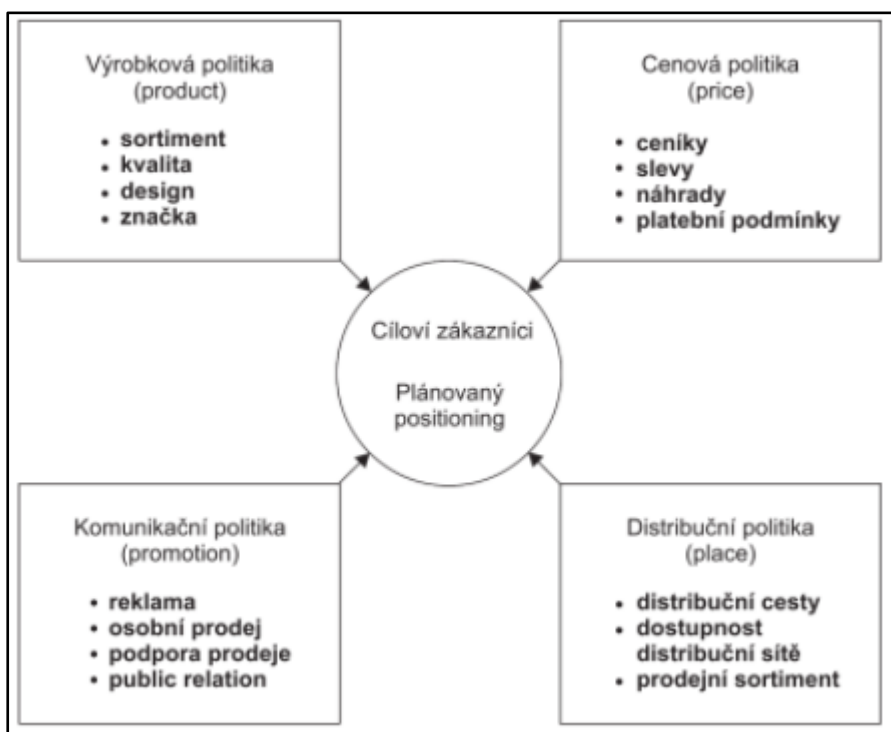 Výrobková politika
(product)
• sortiment
• kvalita
• design
• značka
Cenová politika
(price)
• ceníky
• slevy
• náhrady
• platební podmínky
Cíloví zákazníci
Plánovaný
positioning
Komunikační politika
(promotion)
• reklama
• osobní prodej
• podpora prodeje
• public relation
Distribuční politika
(place)
• distribuční cesty
• dostupnost
distribuční sítě
• prodejní sortiment